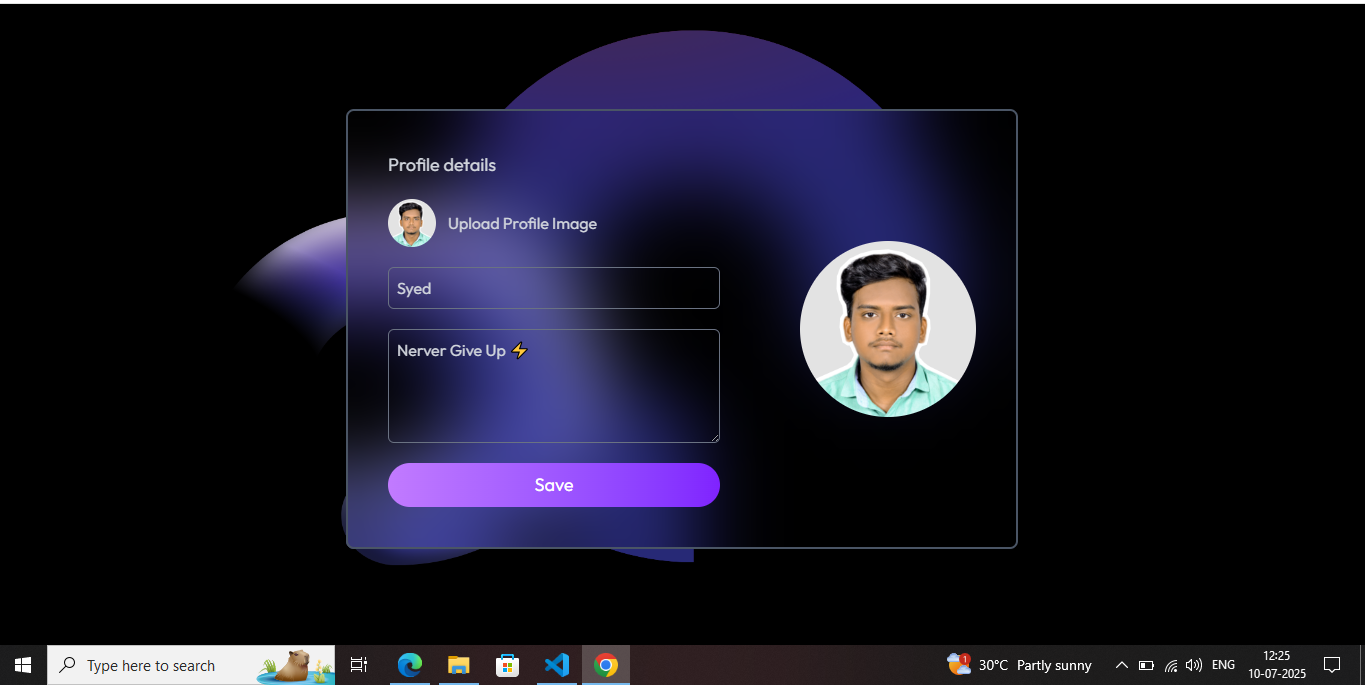 Profile details
Upload Profile Image
Syed
Nerver Give Up ⚡
Save
Type here to search
1
30°C Partly sunny
ENG
12:25
10-07-2025